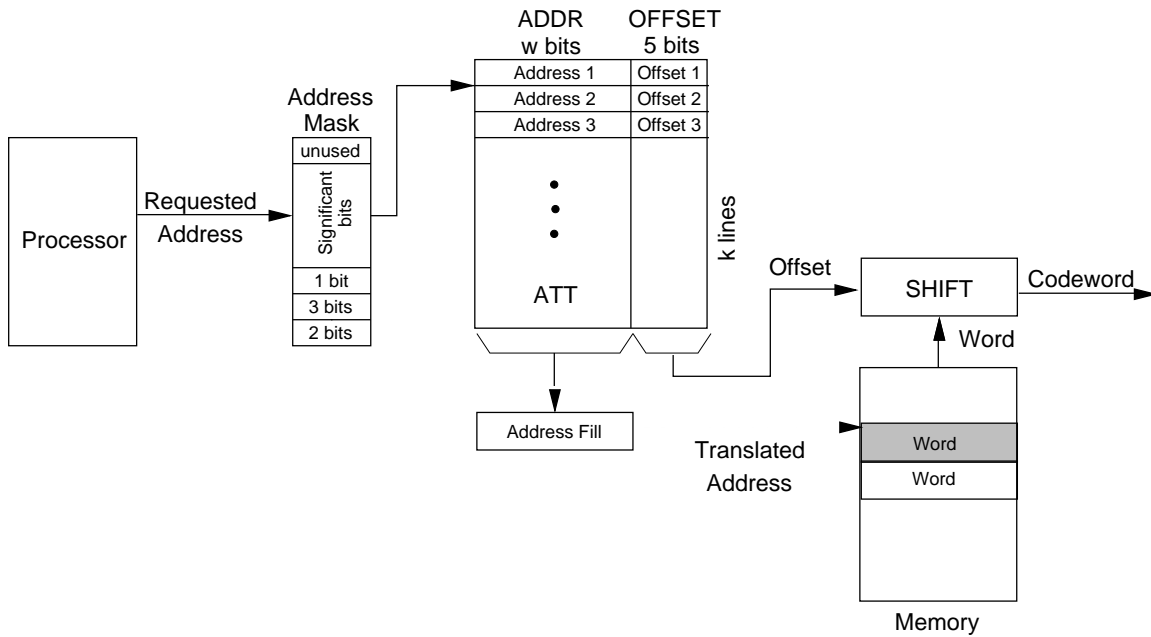 ADDR
w bits
OFFSET
5 bits
Address 1
Offset 1
Address 2
Offset 2
Address 3
Offset 3
Address
Mask
unused
Significant
bits
1 bit
3 bits
2 bits
Processor
Requested
Address
ATT
k lines
Offset
SHIFT
Codeword
Word
Address Fill
Translated
Address
Word
Word
Memory